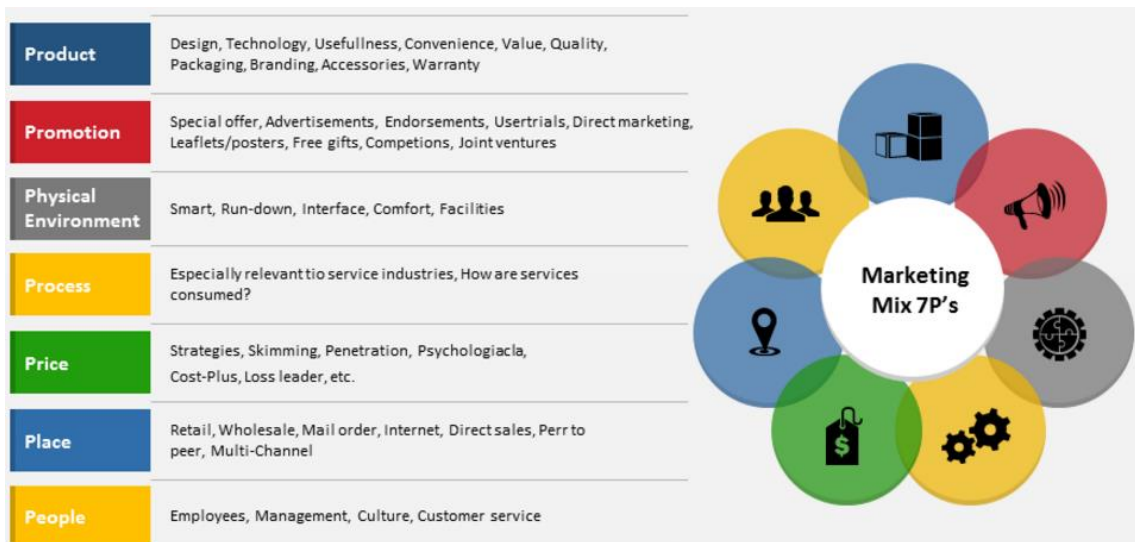 Product
Design, Technology, Usefullness, Convenience, Value, Quality,
Packaging, Branding, Accessories, Warranty
Promotion
Special offer, Advertisements, Endorsements, Usertrials, Direct marketing,
Leaflets/posters, Free gifts, Competions, Joint ventures
Physical
Environment
Smart, Run-down, Interface, Comfort, Facilities
Process
Especially relevant tio service industries, How are services
consumed?
Price
Strategies, Skimming, Penetration, Psychologiacla,
Cost-Plus, Loss leader, etc.
Place
Retail, Wholesale, Mail order, Internet, Direct sales, Perr to
peer, Multi-Channel
People
Employees, Management, Culture, Customer service
Marketing
Mix 7P's
$